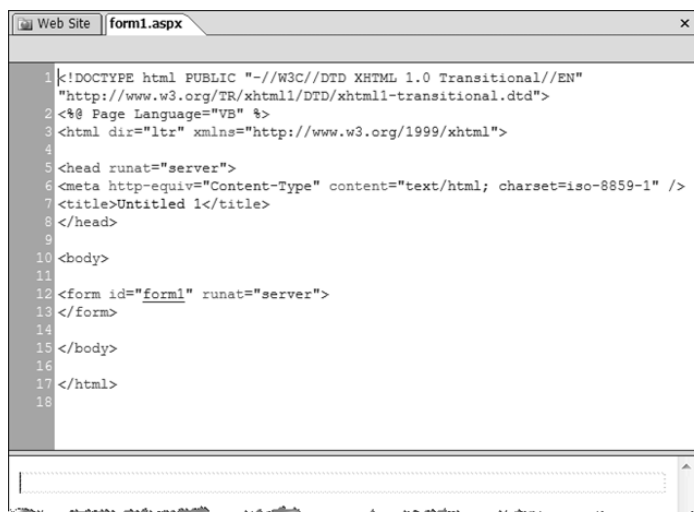 Web Site form1.aspx
1 <!DOCTYPE html PUBLIC "-//W3C//DTD XHTML 1.0 Transitional//EN"
"http://www.w3.org/TR/xhtml1/DTD/xhtml1-transitional.dtd">
2 <%@ Page Language="VB" %>
3 <html dir="ltr" xmlns="http://www.w3.org/1999/xhtml">
4
5 <head runat="server">
6 <meta http-equiv="Content-Type" content="text/html; charset=iso-8859-1" />
7 <title>Untitled 1</title>
8 </head>
9
10 <body>
11
12 <form id="form1" runat="server">
13 </form>
14
15 </body>
16
17 </html>
18